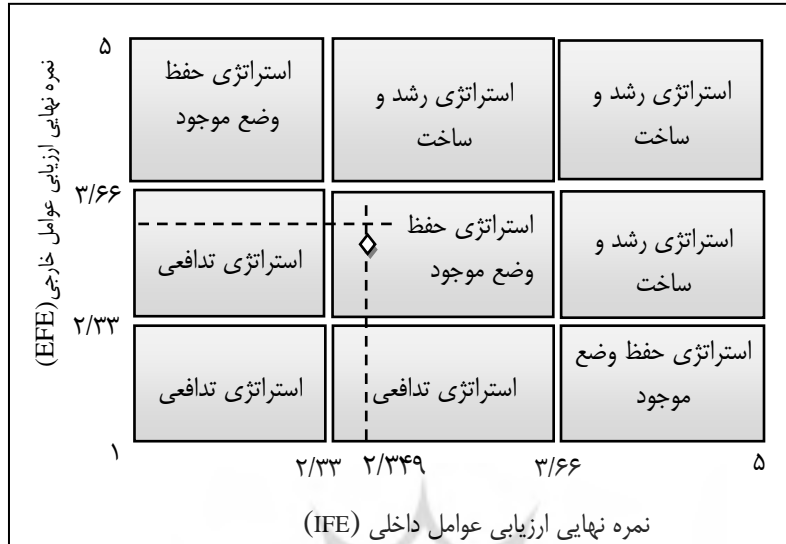 نمره نهایی ارزیابی عوامل خارجی(EFE)
۵
استراتژی حفظ
وضع موجود
استراتژی رشد و
ساخت
استراتژی رشد و
ساخت
۳/۶۶
استراتژی تدافعی
استراتژی حفظ
وضع موجود
استراتژی رشد و
ساخت
۲/۳۳
استراتژی تدافعی
استراتژی تدافعی
استراتژی حفظ وضع
موجود
۱
۲/۳۳
۲/۳۴۹
۳/۶۶
۵
نمره نهایی ارزیابی عوامل داخلی (IFE)